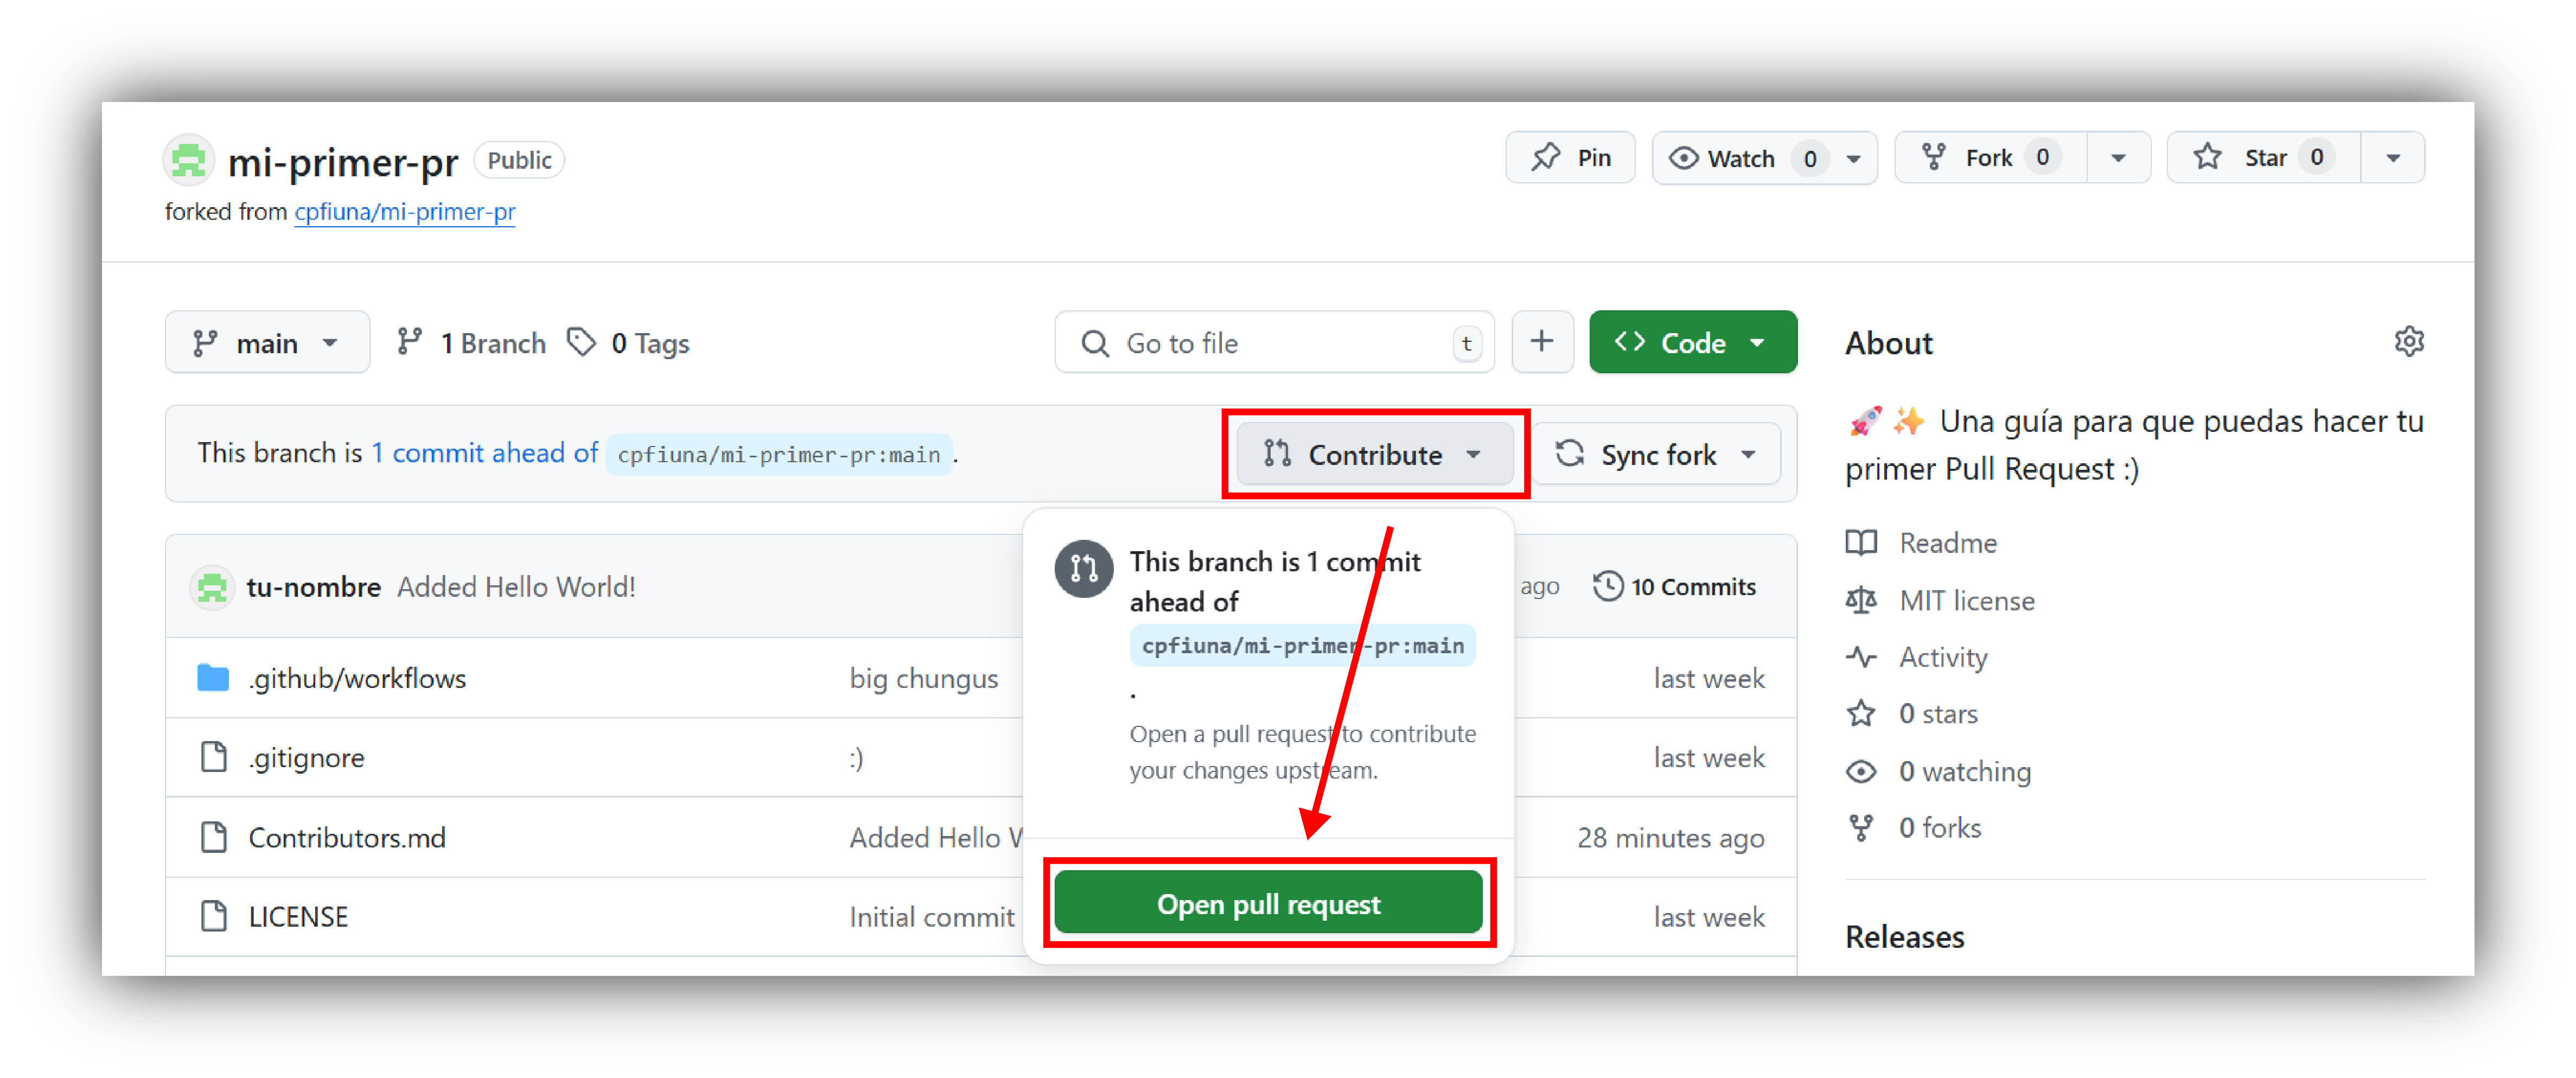 mi-primer-pr Public Pin Watch 0 Fork 0 Star 0
forked from cpfiuna/mi-primer-pr
main 1 Branch 0 Tags Go to file t Code
This branch is 1 commit ahead of cpfiuna/mi-primer-pr:main . Contribute Sync fork
tu-nombre Added Hello World! ago 10 Commits
.github/workflows big chungus last week
.gitignore :) last week
Contributors.md Added Hello 28 minutes ago
LICENSE Initial commit last week
This branch is 1 commit
ahead of
cpfiuna/mi-primer-pr:main
.
Open a pull request to contribute
your changes upstream.
Open pull request
About
🚀 ✨ Una guía para que puedas hacer tu
primer Pull Request :)
Readme
MIT license
Activity
0 stars
0 watching
0 forks
Releases